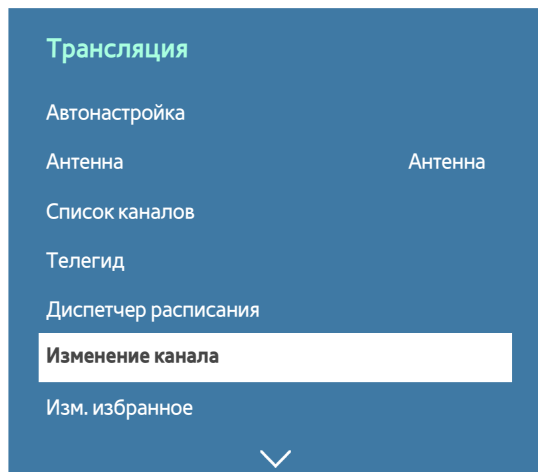 Трансляция
Автонастройка
Антенна Антенна
Список каналов
Телегид
Диспетчер расписания
Изменение канала
Изм. избранное